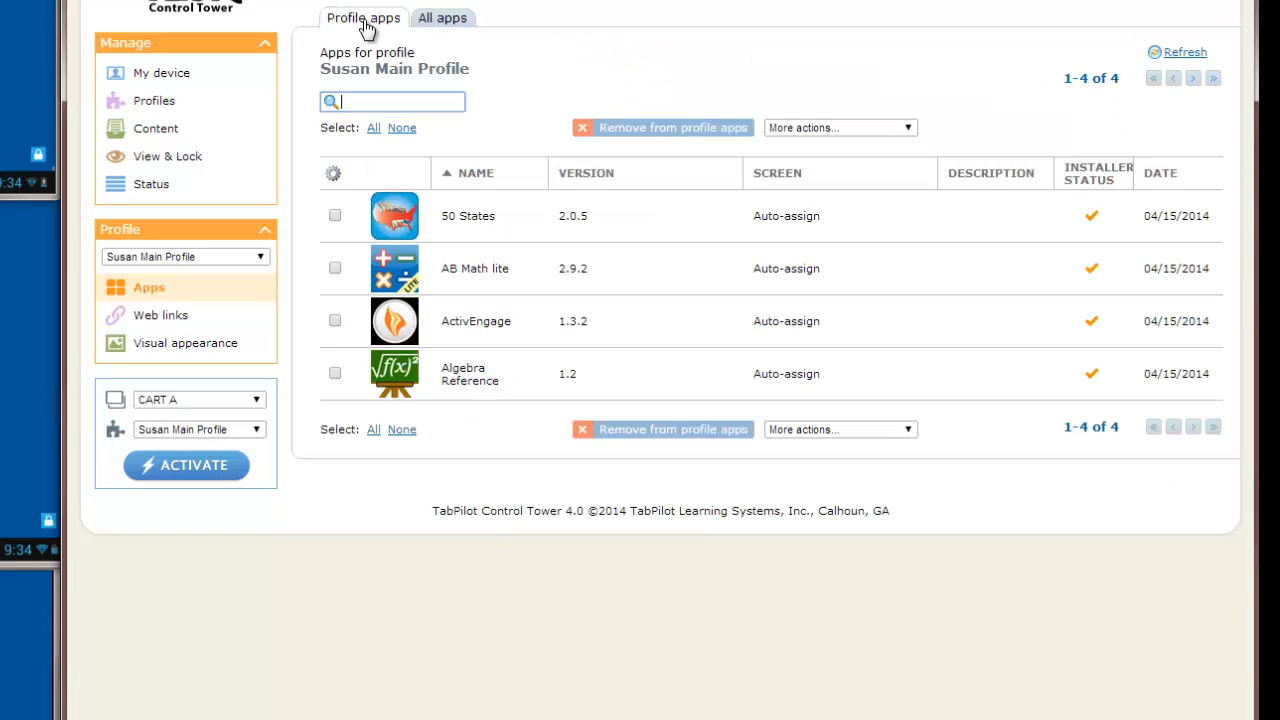 Control Tower
Profile apps
All apps
Manage
My device
Profiles
Content
View & Lock
Status
Profile
Susan Main Profile
Apps
Web links
Visual appearance
CART A
Susan Main Profile
ACTIVATE
Apps for profile
Susan Main Profile
Refresh
1-4 of 4
Select: All None
Remove from profile apps
More actions...
NAME VERSION SCREEN DESCRIPTION INSTALLER STATUS DATE
50 States 2.0.5 Auto-assign 04/15/2014
AB Math lite 2.9.2 Auto-assign 04/15/2014
LITE
ActivEngage 1.3.2 Auto-assign 04/15/2014
√f(x)²
Algebra Reference 1.2 Auto-assign 04/15/2014
Select: All None
Remove from profile apps
More actions...
1-4 of 4
TabPilot Control Tower 4.0 ©2014 TabPilot Learning Systems, Inc., Calhoun, GA
9:34
9:34